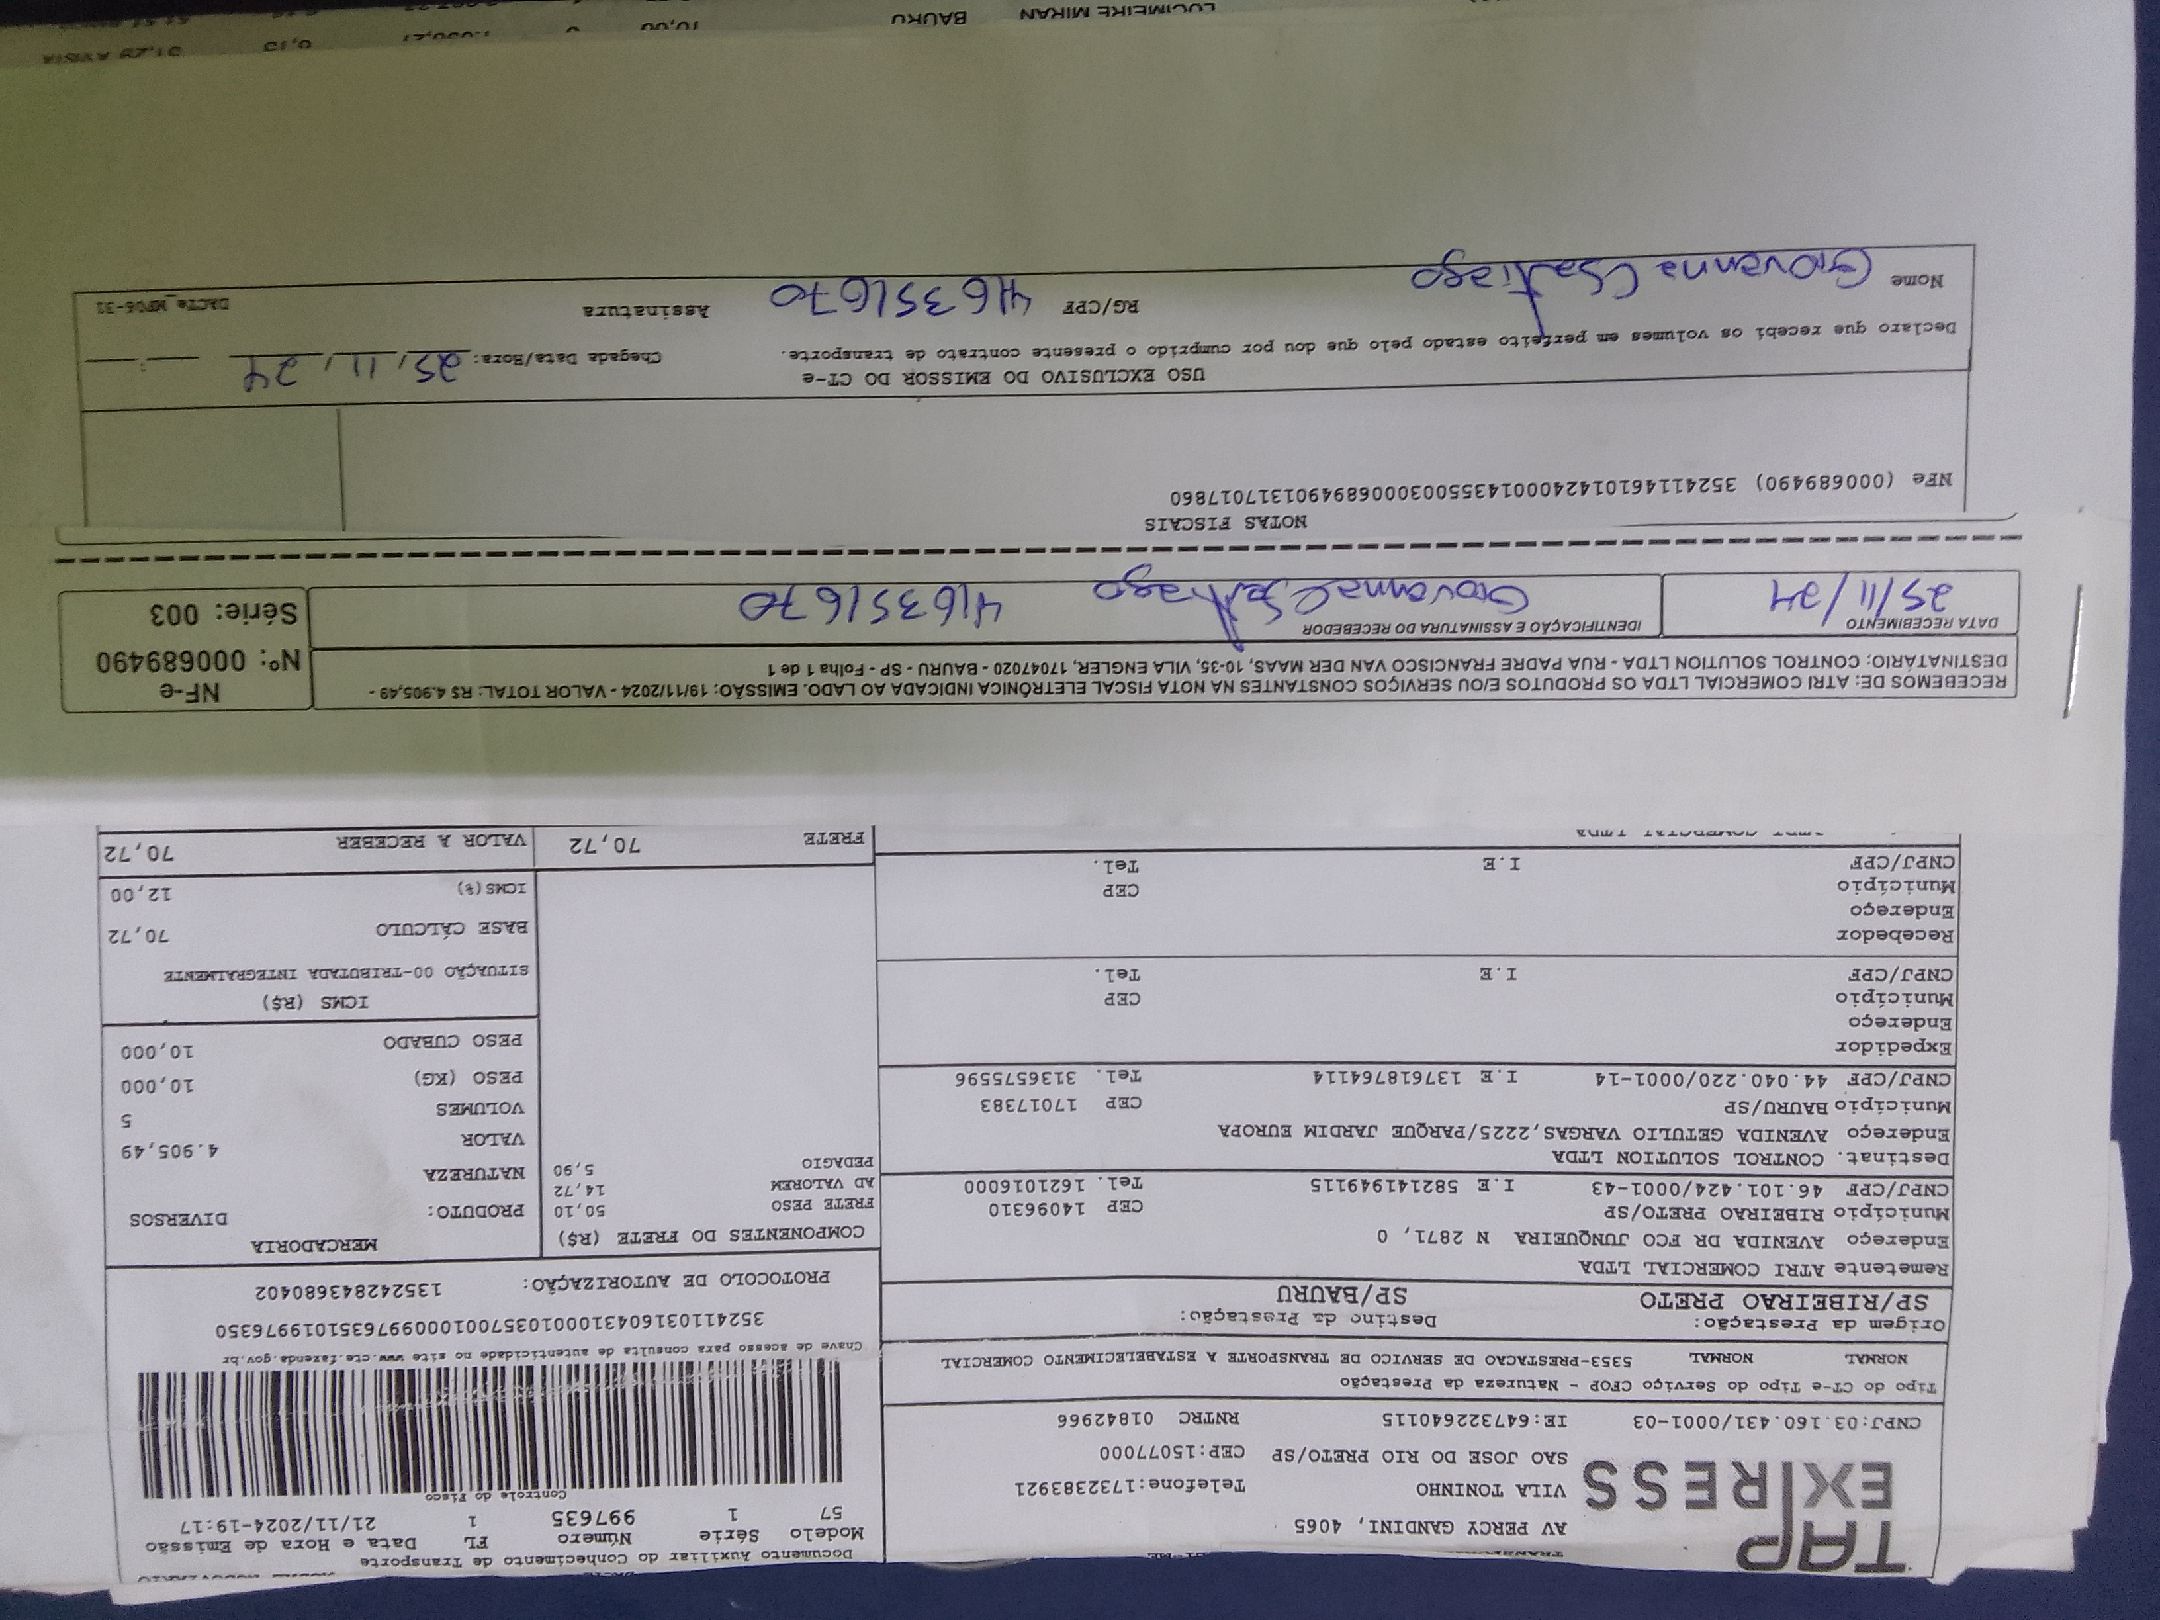 TAP
EXPRESS
AV PERCY GANDINI, 4065
VILA TONINHO Telefone:1732383921
SAO JOSE DO RIO PRETO/SP CEP:15077000
CNPJ:03.160.431/0001-03 IE:647322640115 RNTRC 01842966
Documento Auxiliar do Conhecimento de Transporte
Modelo Série Número FL Data e Hora de Emissão
57 1 997635 1 21/11/2024-19:17
Controle do Fisco
Chave de acesso para consulta de autenticidade no site www.cte.fazenda.gov.br
35241103160431000103570010009976351019976350
PROTOCOLO DE AUTORIZAÇÃO: 135242843680402
Tipo do CT-e Tipo do Serviço CFOP - Natureza da Prestação
NORMAL NORMAL 5353-PRESTACAO DE SERVICO DE TRANSPORTE A ESTABELECIMENTO COMERCIAL
Origem da Prestação: Destino da Prestação:
SP/RIBEIRAO PRETO SP/BAURU
Remetente ATRI COMERCIAL LTDA
Endereço AVENIDA DR FCO JUNQUEIRA N 2871, 0
Município RIBEIRAO PRETO/SP CEP 14096310
CNPJ/CPF 46.101.424/0001-43 I.E 582141949115 Tel. 1621016000
Destinat. CONTROL SOLUTION LTDA
Endereço AVENIDA GETULIO VARGAS,2225/PARQUE JARDIM EUROPA
Município BAURU/SP CEP 17017383
CNPJ/CPF 44.040.220/0001-14 I.E 137618764114 Tel. 3136575596
Expedidor
Endereço
Município CEP
CNPJ/CPF I.E Tel.
Recebedor
Endereço
Município CEP
CNPJ/CPF I.E Tel.
COMPONENTES DO FRETE (R$)
FRETE PESO 50,10
AD VALOREM 14,72
PEDAGIO 5,90
FRETE 70,72
MERCADORIA
PRODUTO: DIVERSOS
NATUREZA
VALOR 4.905,49
VOLUMES 5
PESO (KG) 10,000
PESO CUBADO 10,000
ICMS (R$)
SITUAÇÃO 00-TRIBUTADA INTEGRALMENTE
BASE CÁLCULO 70,72
ICMS(%) 12,00
VALOR A RECEBER 70,72
RECEBEMOS DE: ATRI COMERCIAL LTDA OS PRODUTOS E/OU SERVIÇOS CONSTANTES NA NOTA FISCAL ELETRÔNICA INDICADA AO LADO. EMISSÃO: 19/11/2024 - VALOR TOTAL: R$ 4.905,49 -
DESTINATÁRIO: CONTROL SOLUTION LTDA - RUA PADRE FRANCISCO VAN DER MAAS, 10-35, VILA ENGLER, 17047020 - BAURU - SP - Folha 1 de 1
NF-e
Nº: 000689490
Série: 003
DATA RECEBIMENTO IDENTIFICAÇÃO E ASSINATURA DO RECEBEDOR
25/11/24 Giovanna C Santiago 416351670
NOTAS FISCAIS
NFe (000689490) 35241146101424000143550030006894901317017860
USO EXCLUSIVO DO EMISSOR DO CT-e
Declaro que recebi os volumes em perfeito estado pelo que dou por cumprido o presente contrato de transporte. Chegada Data/Hora: 25/11/24 :
Nome Giovanna C Santiago RG/CPF 416351670 Assinatura DACTe_MP06-31
LUCIMEIRE MIRAN BAURU